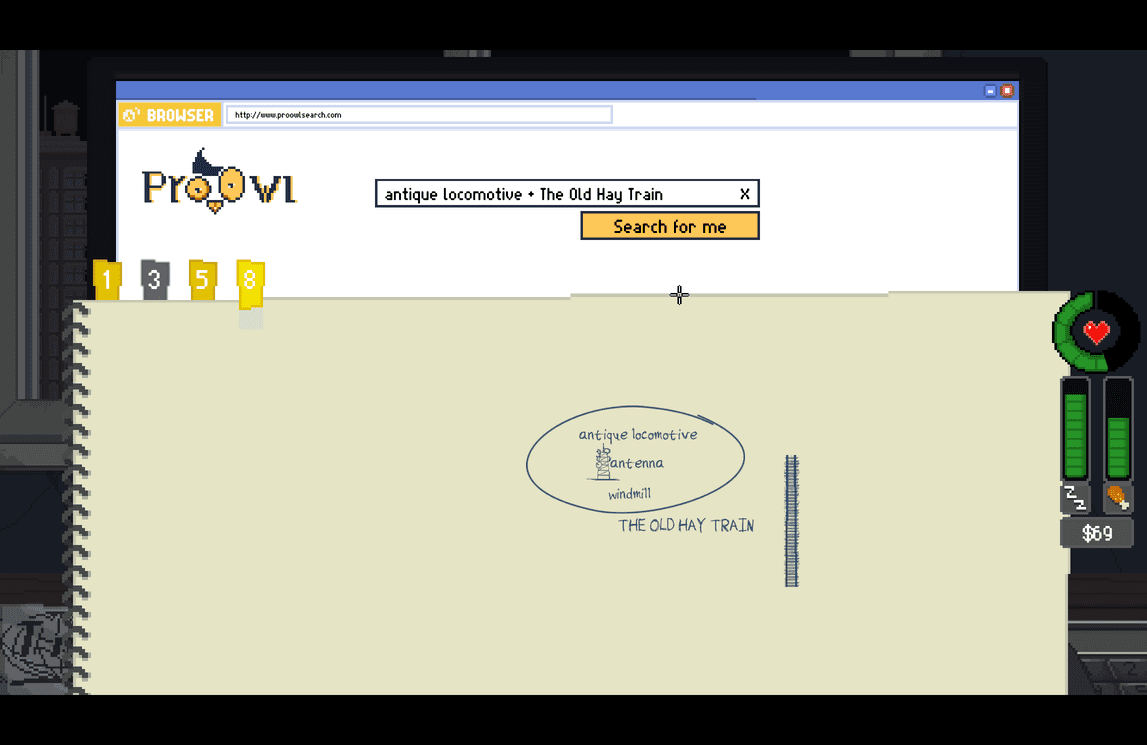 BROWSER
http://www.proowlsearch.com
PrOOwl
antique locomotive + The Old Hay Train X
Search for me
1 3 5 8
antique locomotive
antenna
windmill
THE OLD HAY TRAIN
zzz
$69